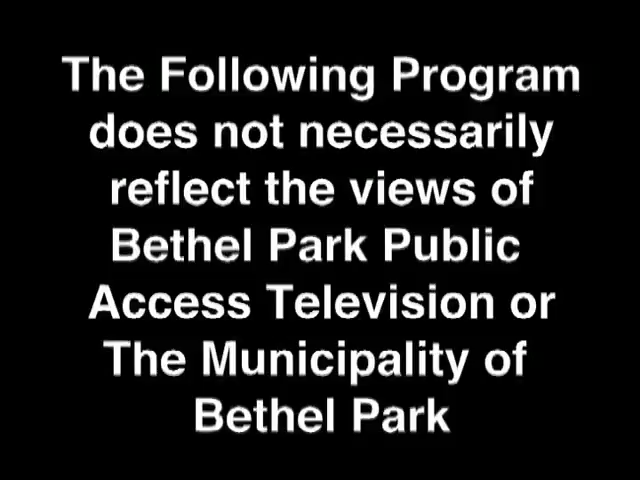 The Following Program
does not necessarily
reflect the views of
Bethel Park Public
Access Television or
The Municipality of
Bethel Park